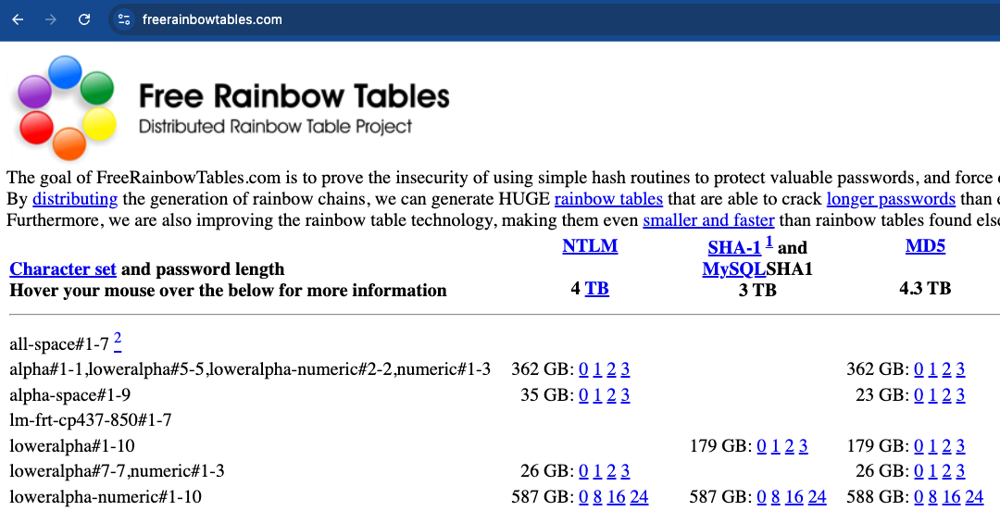 freerainbowtables.com
Free Rainbow Tables
Distributed Rainbow Table Project
The goal of FreeRainbowTables.com is to prove the insecurity of using simple hash routines to protect valuable passwords, and force
By distributing the generation of rainbow chains, we can generate HUGE rainbow tables that are able to crack longer passwords than
Furthermore, we are also improving the rainbow table technology, making them even smaller and faster than rainbow tables found
NTLM SHA-1 1 and MD5
Character set and password length MySQLSHA1
Hover your mouse over the below for more information 4 TB 3 TB 4.3 TB
all-space#1-7 2
alpha#1-1,loweralpha#5-5,loweralpha-numeric#2-2,numeric#1-3 362 GB: 0 1 2 3 362 GB: 0 1 2 3
alpha-space#1-9 35 GB: 0 1 2 3 23 GB: 0 1 2 3
lm-frt-cp437-850#1-7
loweralpha#1-10 179 GB: 0 1 2 3 179 GB: 0 1 2 3
loweralpha#7-7,numeric#1-3 26 GB: 0 1 2 3 26 GB: 0 1 2 3
loweralpha-numeric#1-10 587 GB: 0 8 16 24 587 GB: 0 8 16 24 588 GB: 0 8 16 24